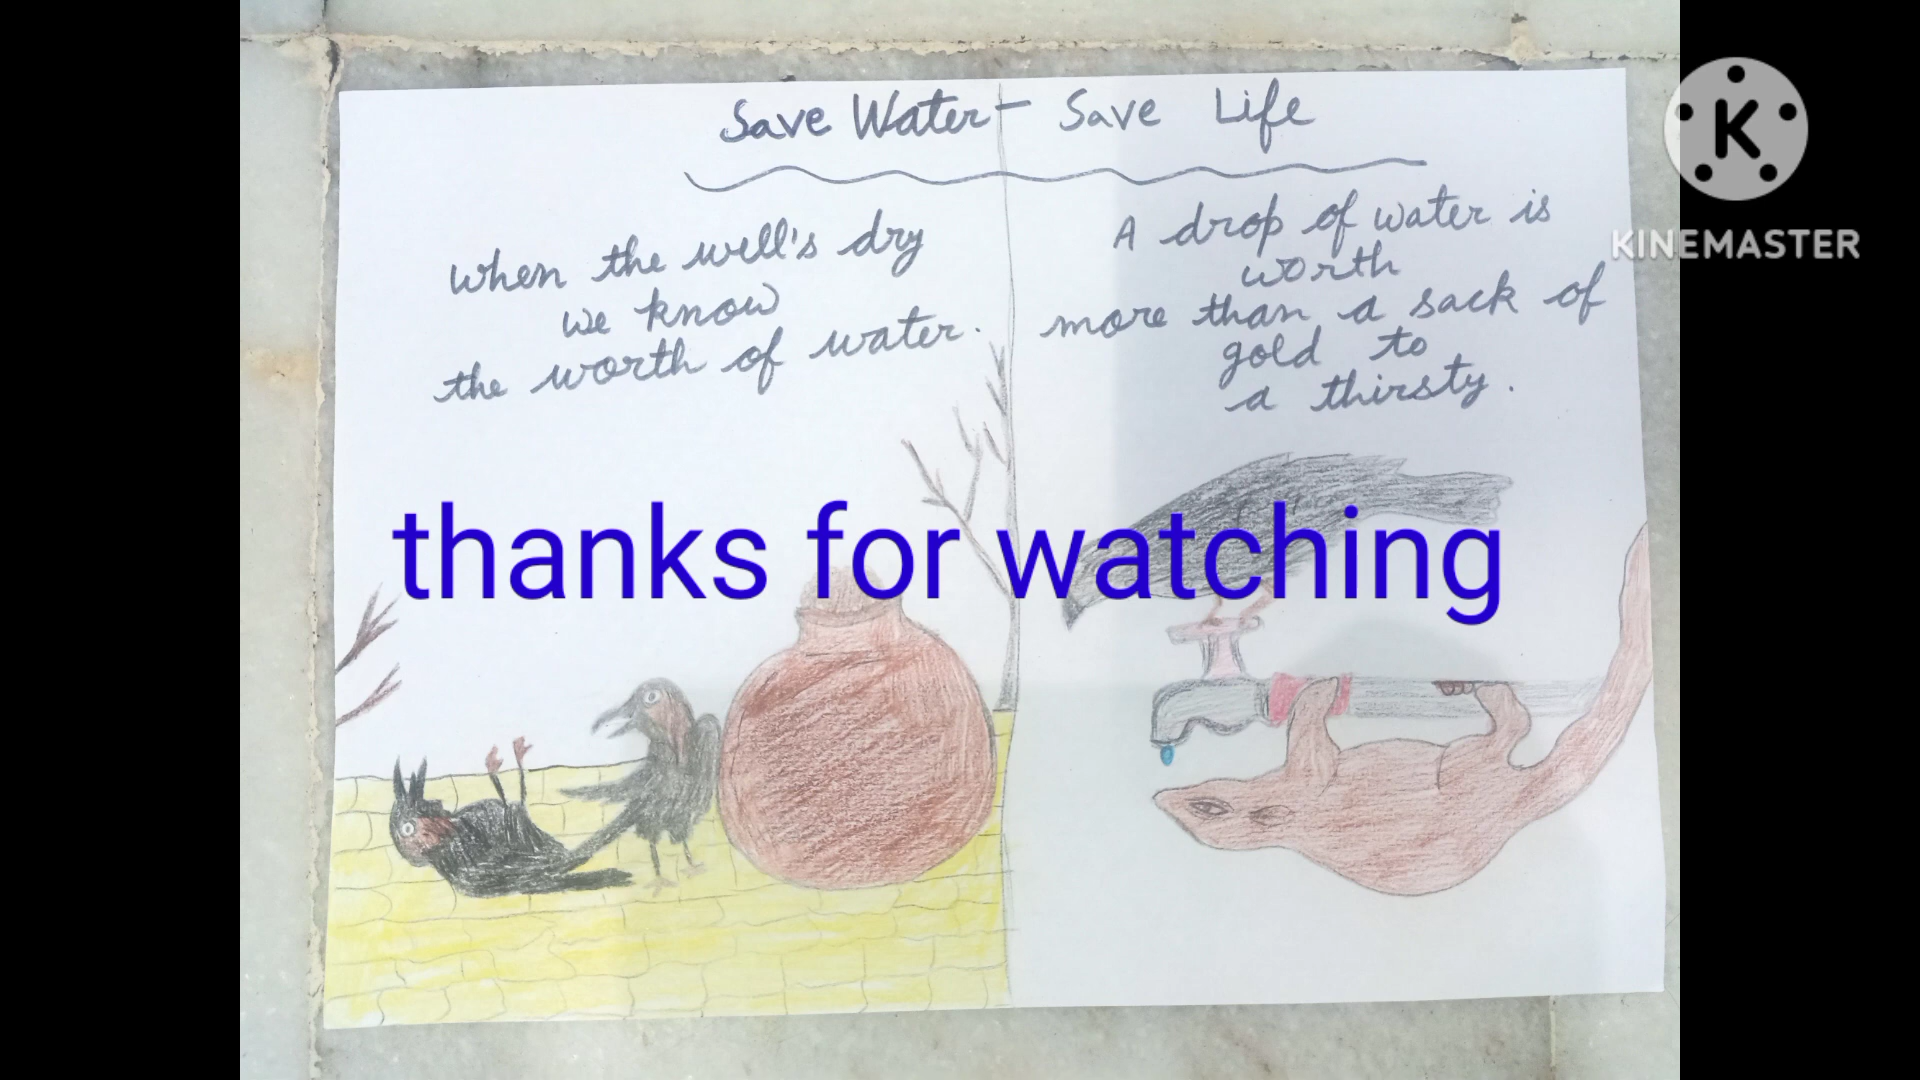 Save Water - Save Life
When the well's dry
we know
the worth of water.
A drop of water is
worth
more than a sack of
gold to
a thirsty.
thanks for watching
K
KINEMASTER